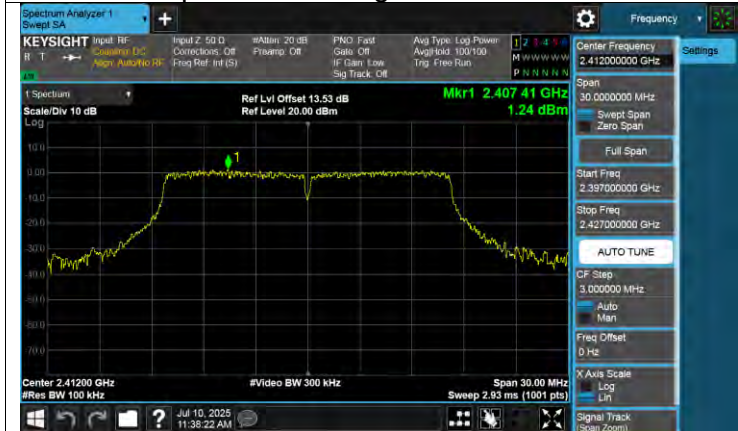 Spectrum Analyzer 1
Swept SA
+
Frequency
KEYSIGHT
R T
Input: RF
Coupling: DC
Align: Auto/No RF
Input Z: 50 Ω
Corrections: Off
Freq Ref: Int (S)
#Atten: 20 dB
Preamp: Off
PNO: Fast
Gate: Off
IF Gain: Low
Sig Track: Off
Avg Type: Log-Power
Avg|Hold: 100/100
Trig: Free Run
1 2 3 4 5 6
M W W W W W
P N N N N N
1 Spectrum
Scale/Div 10 dB
Log
Ref Lvl Offset 13.53 dB
Ref Level 20.00 dBm
Mkr1 2.407 41 GHz
1.24 dBm
1
10.0
0.00
-10.0
-20.0
-30.0
-40.0
-50.0
-60.0
-70.0
Center 2.41200 GHz
#Res BW 100 kHz
#Video BW 300 kHz
Span 30.00 MHz
Sweep 2.93 ms (1001 pts)
Center Frequency
2.412000000 GHz
Settings
Span
30.0000000 MHz
Swept Span
Zero Span
Full Span
Start Freq
2.397000000 GHz
Stop Freq
2.427000000 GHz
AUTO TUNE
CF Step
3.000000 MHz
Auto
Man
Freq Offset
0 Hz
X Axis Scale
Log
Lin
Signal Track
(Span Zoom)
?
Jul 10, 2025
11:38:22 AM